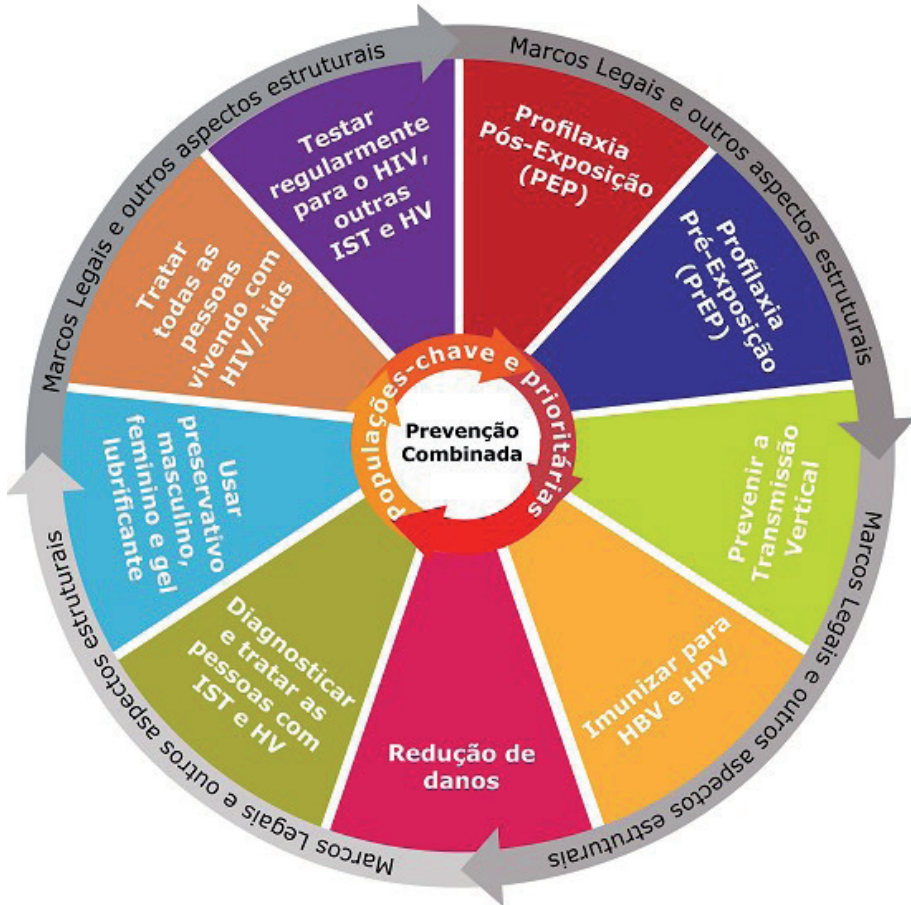 Marcos Legais e outros aspectos estruturais
Marcos Legais e outros aspectos estruturais
Marcos Legais e outros aspectos estruturais
Marcos Legais e outros aspectos estruturais
Testar
regularmente
para o HIV,
outras
IST e HV
Profilaxia
Pós-Exposição
(PEP)
Profilaxia
Pré-Exposição
(PrEP)
Prevenir a
Transmissão
Vertical
Imunizar para
HBV e HPV
Redução de
danos
Diagnosticar
e tratar as
pessoas com
IST e HV
Usar
preservativo
masculino,
feminino e gel
lubrificante
Tratar
todas as
pessoas
vivendo com
HIV/Aids
Populações-chave e prioritárias
Prevenção
Combinada